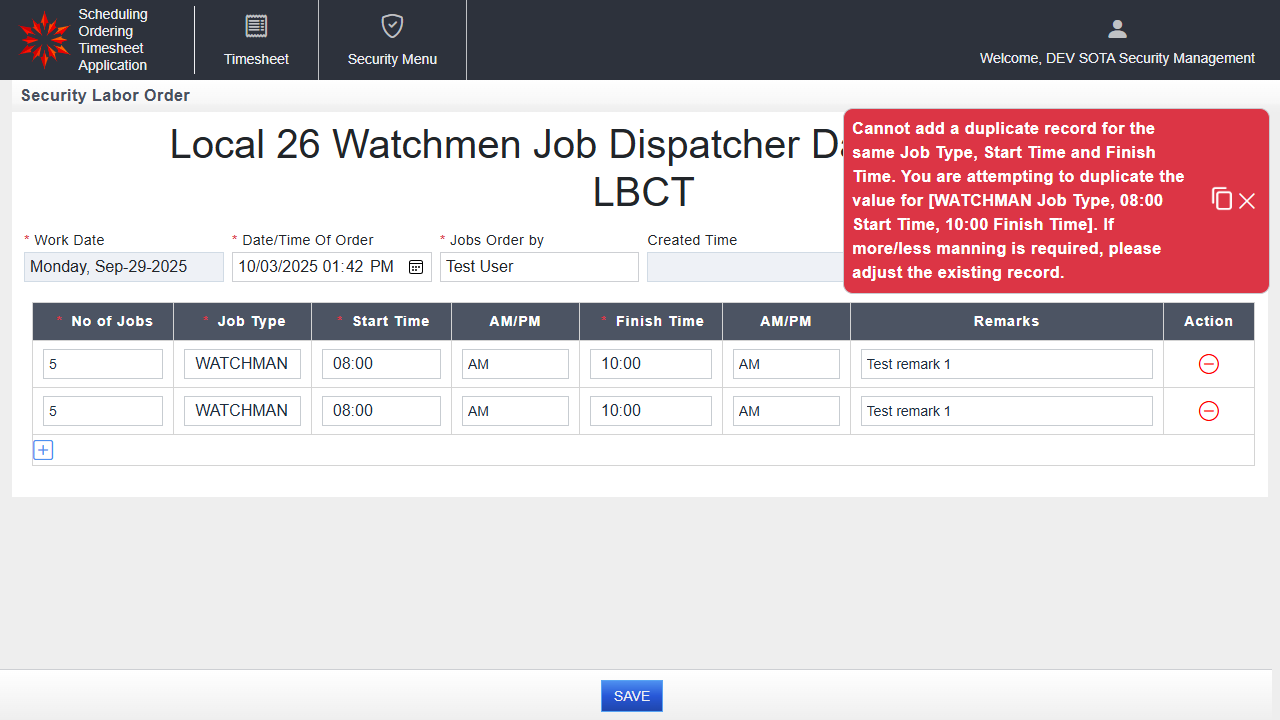 Scheduling
Ordering
Timesheet
Application
Timesheet
Security Menu
Welcome, DEV SOTA Security Management
Security Labor Order
Local 26 Watchmen Job Dispatcher
LBCT
Cannot add a duplicate record for the
same Job Type, Start Time and Finish
Time. You are attempting to duplicate the
value for [WATCHMAN Job Type, 08:00
Start Time, 10:00 Finish Time]. If
more/less manning is required, please
adjust the existing record.
* Work Date * Date/Time Of Order * Jobs Order by Created Time
Monday, Sep-29-2025 10/03/2025 01:42 PM Test User
* No of Jobs * Job Type * Start Time AM/PM * Finish Time AM/PM Remarks Action
5 WATCHMAN 08:00 AM 10:00 AM Test remark 1
5 WATCHMAN 08:00 AM 10:00 AM Test remark 1
SAVE